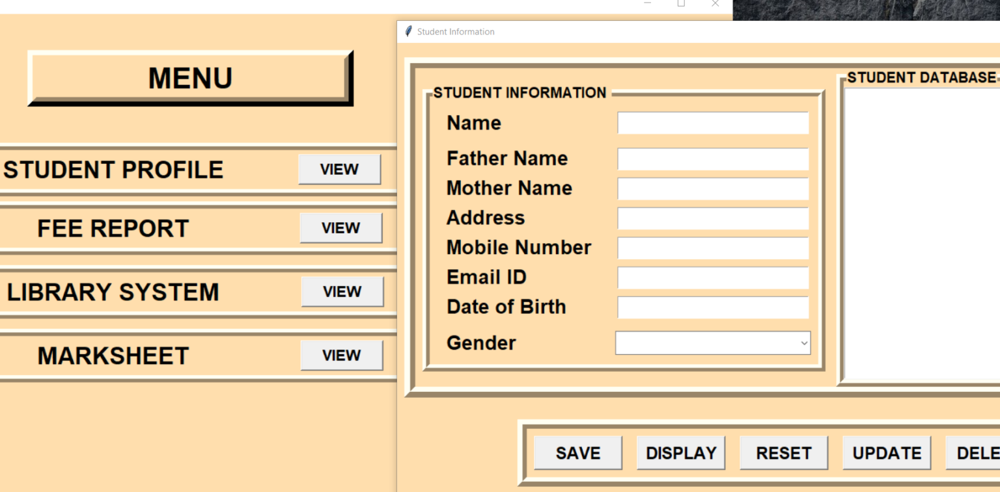 MENU
STUDENT PROFILE VIEW
FEE REPORT VIEW
LIBRARY SYSTEM VIEW
MARKSHEET VIEW
Student Information
STUDENT INFORMATION
Name
Father Name
Mother Name
Address
Mobile Number
Email ID
Date of Birth
Gender
STUDENT DATABASE
SAVE DISPLAY RESET UPDATE DELE